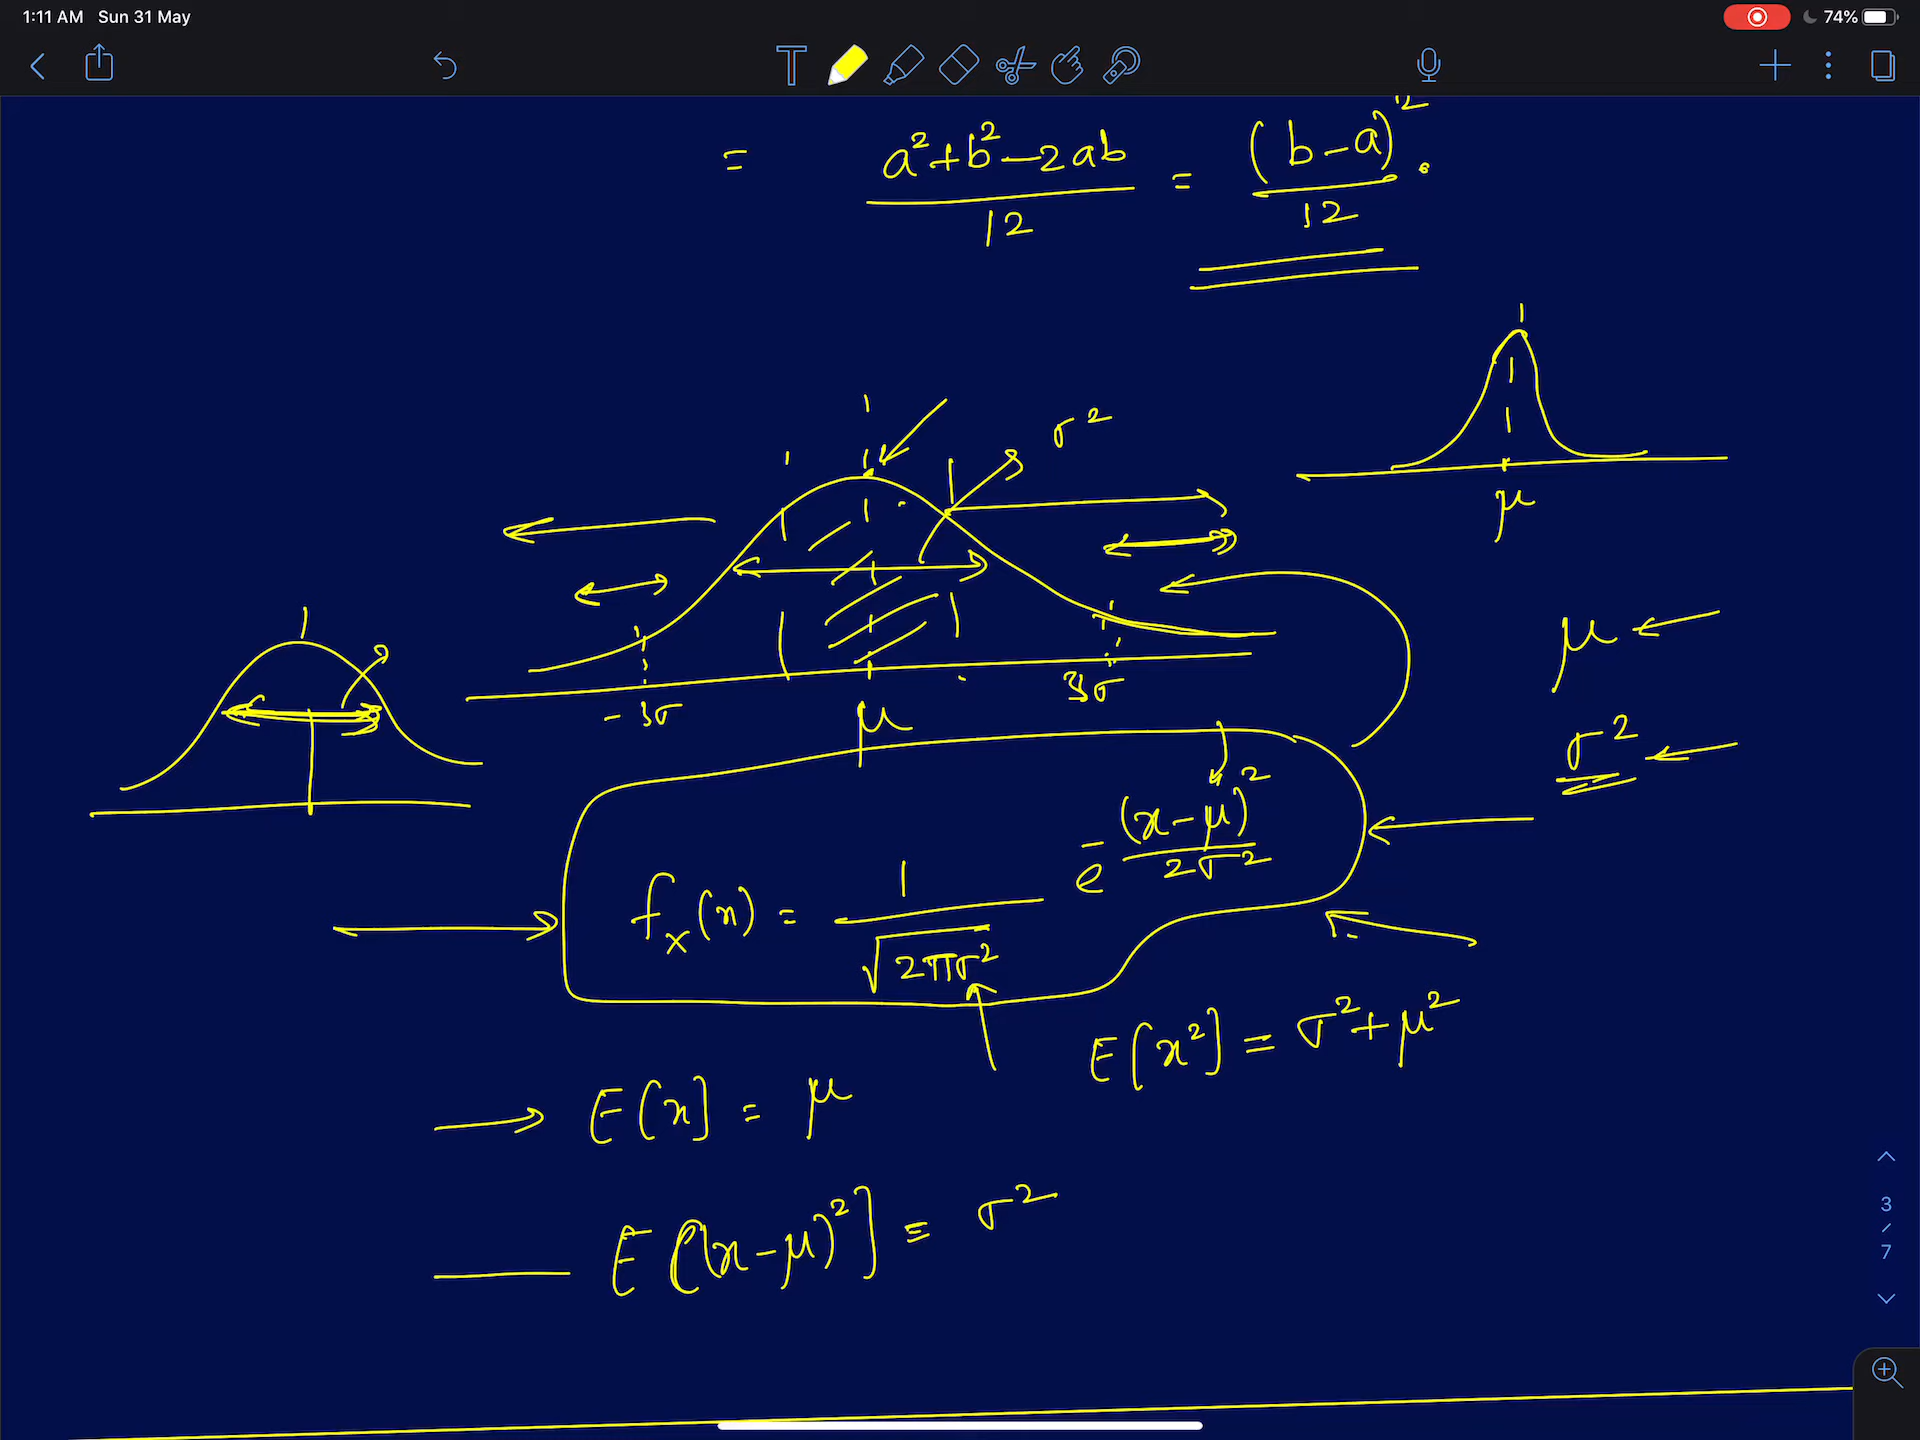 1:11 AM Sun 31 May 74%
= a²+b²-2ab/12 = (b-a)²/12 .
σ²
μ
-3σ μ 3σ
μ
σ²
f_X(x) = 1/√2πσ² e^-(x-μ)²/2σ²
E[x²] = σ²+μ²
E[x] = μ
E[(x-μ)²] = σ²
3
/
7